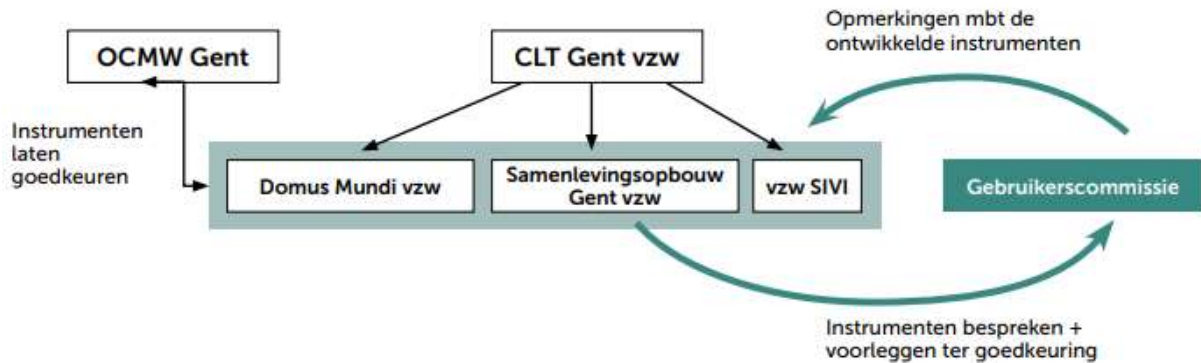 Opmerkingen mbt de
ontwikkelde instrumenten
OCMW Gent
CLT Gent vzw
Instrumenten
laten
goedkeuren
Domus Mundi vzw
Samenlevingsopbouw
Gent vzw
vzw SIVI
Gebruikerscommissie
Instrumenten bespreken +
voorleggen ter goedkeuring